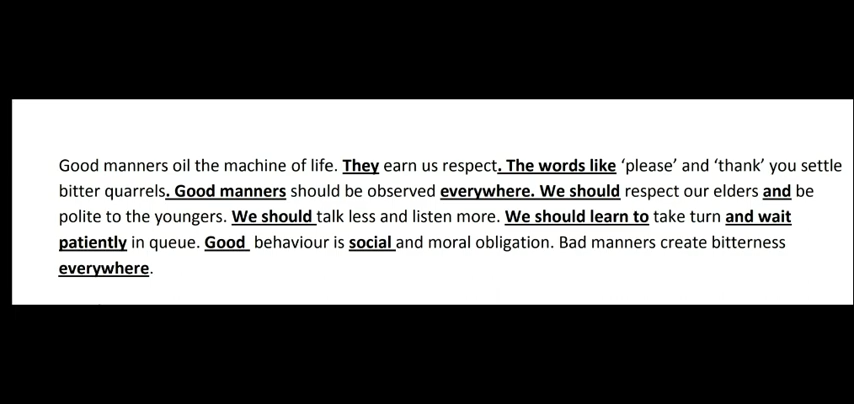 Good manners oil the machine of life. They earn us respect. The words like ‘please’ and ‘thank’ you settle
bitter quarrels. Good manners should be observed everywhere. We should respect our elders and be
polite to the youngers. We should talk less and listen more. We should learn to take turn and wait
patiently in queue. Good behaviour is social and moral obligation. Bad manners create bitterness
everywhere.